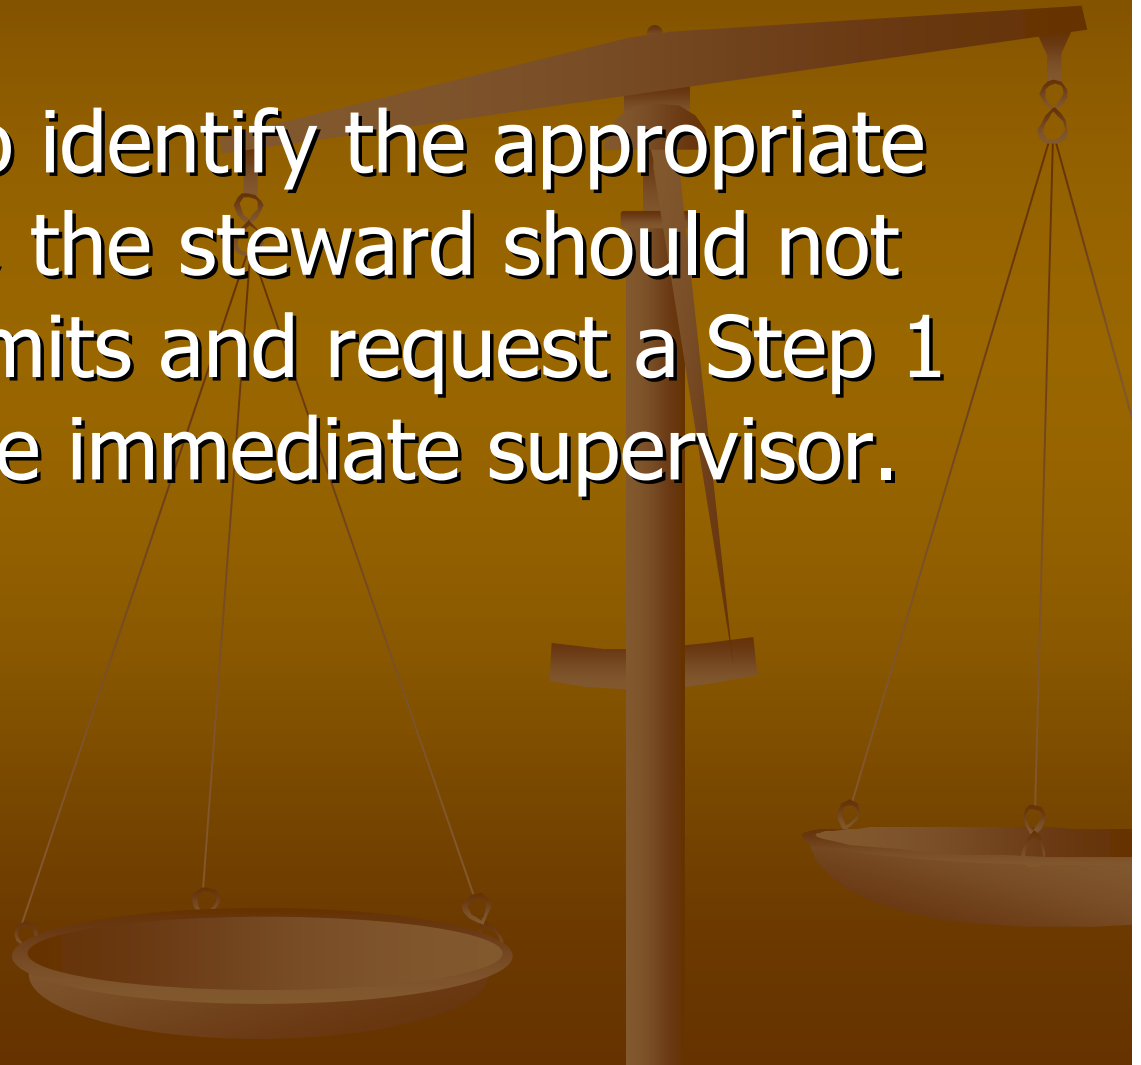 identify the appropriate
the steward should not
mits and request a Step 1
e immediate supervisor.